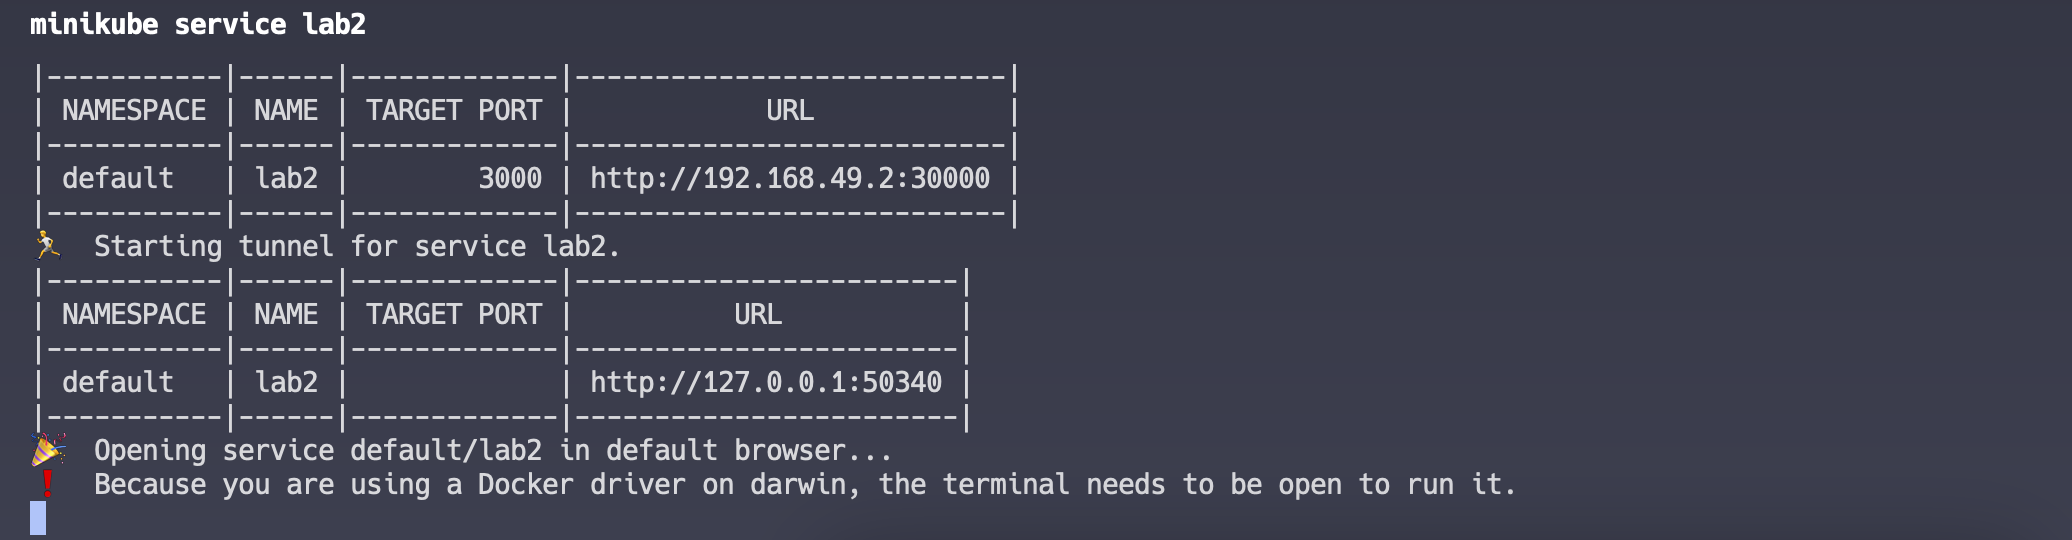 minikube service lab2
|-----------|------|-------------|---------------------------|
| NAMESPACE | NAME | TARGET PORT |            URL            |
|-----------|------|-------------|---------------------------|
| default   | lab2 |        3000 | http://192.168.49.2:30000 |
|-----------|------|-------------|---------------------------|
🏃  Starting tunnel for service lab2.
|-----------|------|-------------|------------------------|
| NAMESPACE | NAME | TARGET PORT |          URL           |
|-----------|------|-------------|------------------------|
| default   | lab2 |             | http://127.0.0.1:50340 |
|-----------|------|-------------|------------------------|
🎉  Opening service default/lab2 in default browser...
❗  Because you are using a Docker driver on darwin, the terminal needs to be open to run it.